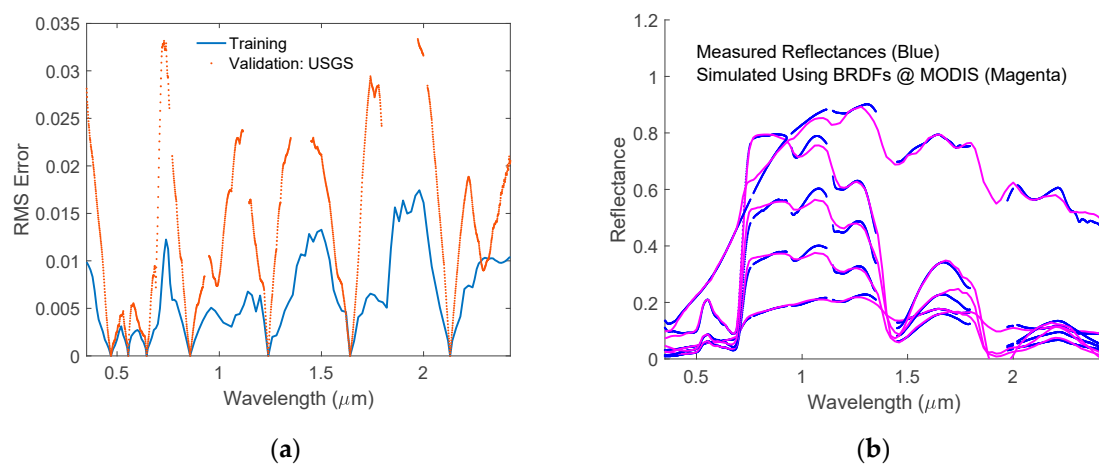 0.035
0.03
0.025
0.02
0.015
0.01
0.005
0
RMS Error
Training
Validation: USGS
0.5 1 1.5 2
Wavelength (μm)
(a)
1.2
1
0.8
0.6
0.4
0.2
0
Reflectance
Measured Reflectances (Blue)
Simulated Using BRDFs @ MODIS (Magenta)
0.5 1 1.5 2
Wavelength (μm)
(b)